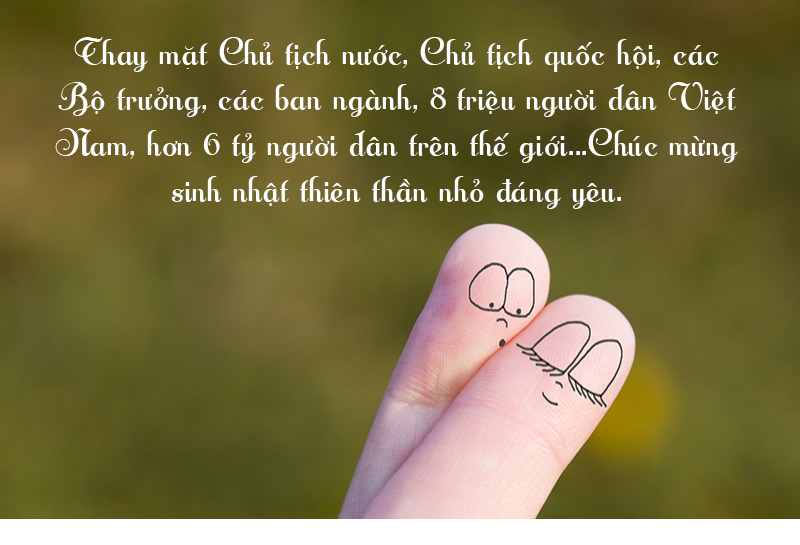 Thay mặt Chủ tịch nước, Chủ tịch quốc hội, các
Bộ trưởng, các ban ngành, 8 triệu người dân Việt
Nam, hơn 6 tỷ người dân trên thế giới...Chúc mừng
sinh nhật thiên thần nhỏ đáng yêu.